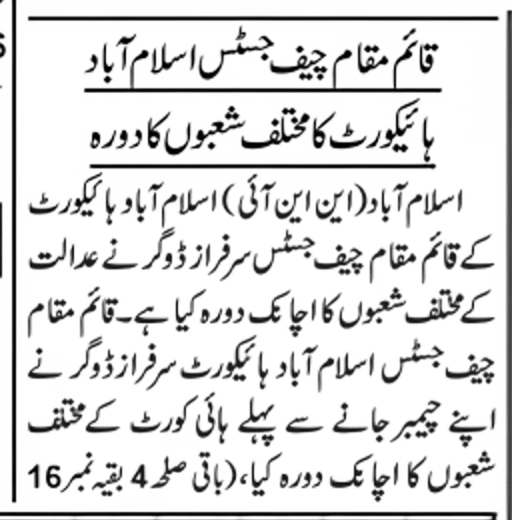 قائم مقام چیف جسٹس اسلام آباد
ہائیکورٹ کا مختلف شعبوں کا دورہ
اسلام آباد (این این آئی) اسلام آباد ہائیکورٹ
کے قائم مقام چیف جسٹس سرفراز ڈوگر نے عدالت
کے مختلف شعبوں کا اچانک دورہ کیا ہے۔ قائم مقام
چیف جسٹس اسلام آباد ہائیکورٹ سرفراز ڈوگر نے
اپنے چیمبر جانے سے پہلے ہائی کورٹ کے مختلف
شعبوں کا اچانک دورہ کیا، (باقی صفحہ 4 بقیہ نمبر 16